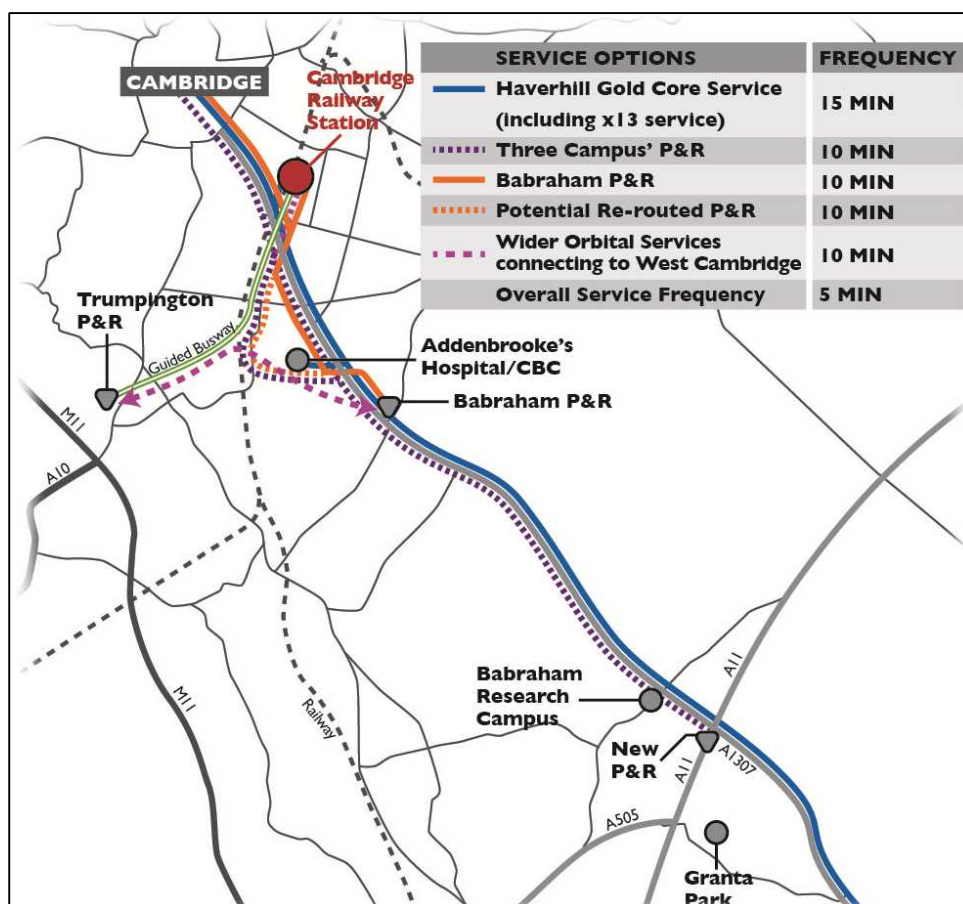 SERVICE OPTIONS FREQUENCY
Haverhill Gold Core Service
(including x13 service) 15 MIN
Three Campus’ P&R 10 MIN
Babraham P&R 10 MIN
Potential Re-routed P&R 10 MIN
Wider Orbital Services
connecting to West Cambridge 10 MIN
Overall Service Frequency 5 MIN
CAMBRIDGE
Cambridge
Railway
Station
Trumpington
P&R
Guided Busway
Addenbrooke’s
Hospital/CBC
Babraham P&R
M11
A10
M11
Railway
Babraham
Research
Campus
A11
New
P&R
A11
A1307
A505
Granta
Park